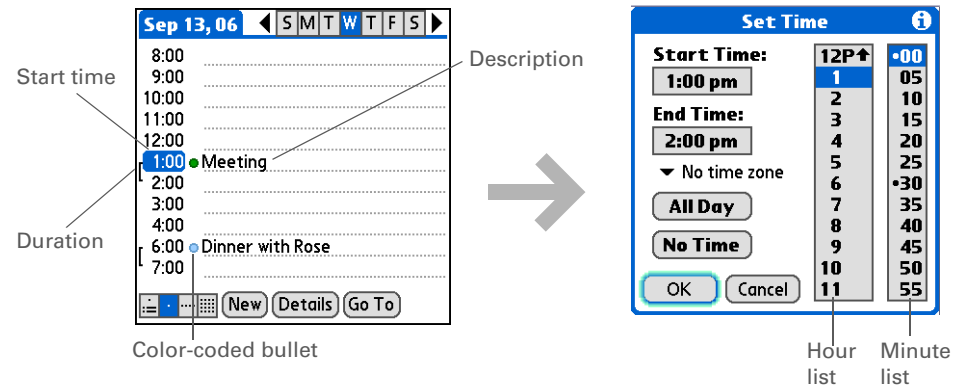 Sep 13, 06 S M T W T F S
8:00
9:00
10:00
11:00
12:00
1:00 Meeting
2:00
3:00
4:00
6:00 Dinner with Rose
7:00
New Details Go To
Start time
Duration
Description
Color-coded bullet
Set Time
Start Time:
1:00 pm
End Time:
2:00 pm
No time zone
All Day
No Time
OK Cancel
12P
1
2
3
4
5
6
7
8
9
10
11
•00
05
10
15
20
25
•30
35
40
45
50
55
Hour
list
Minute
list